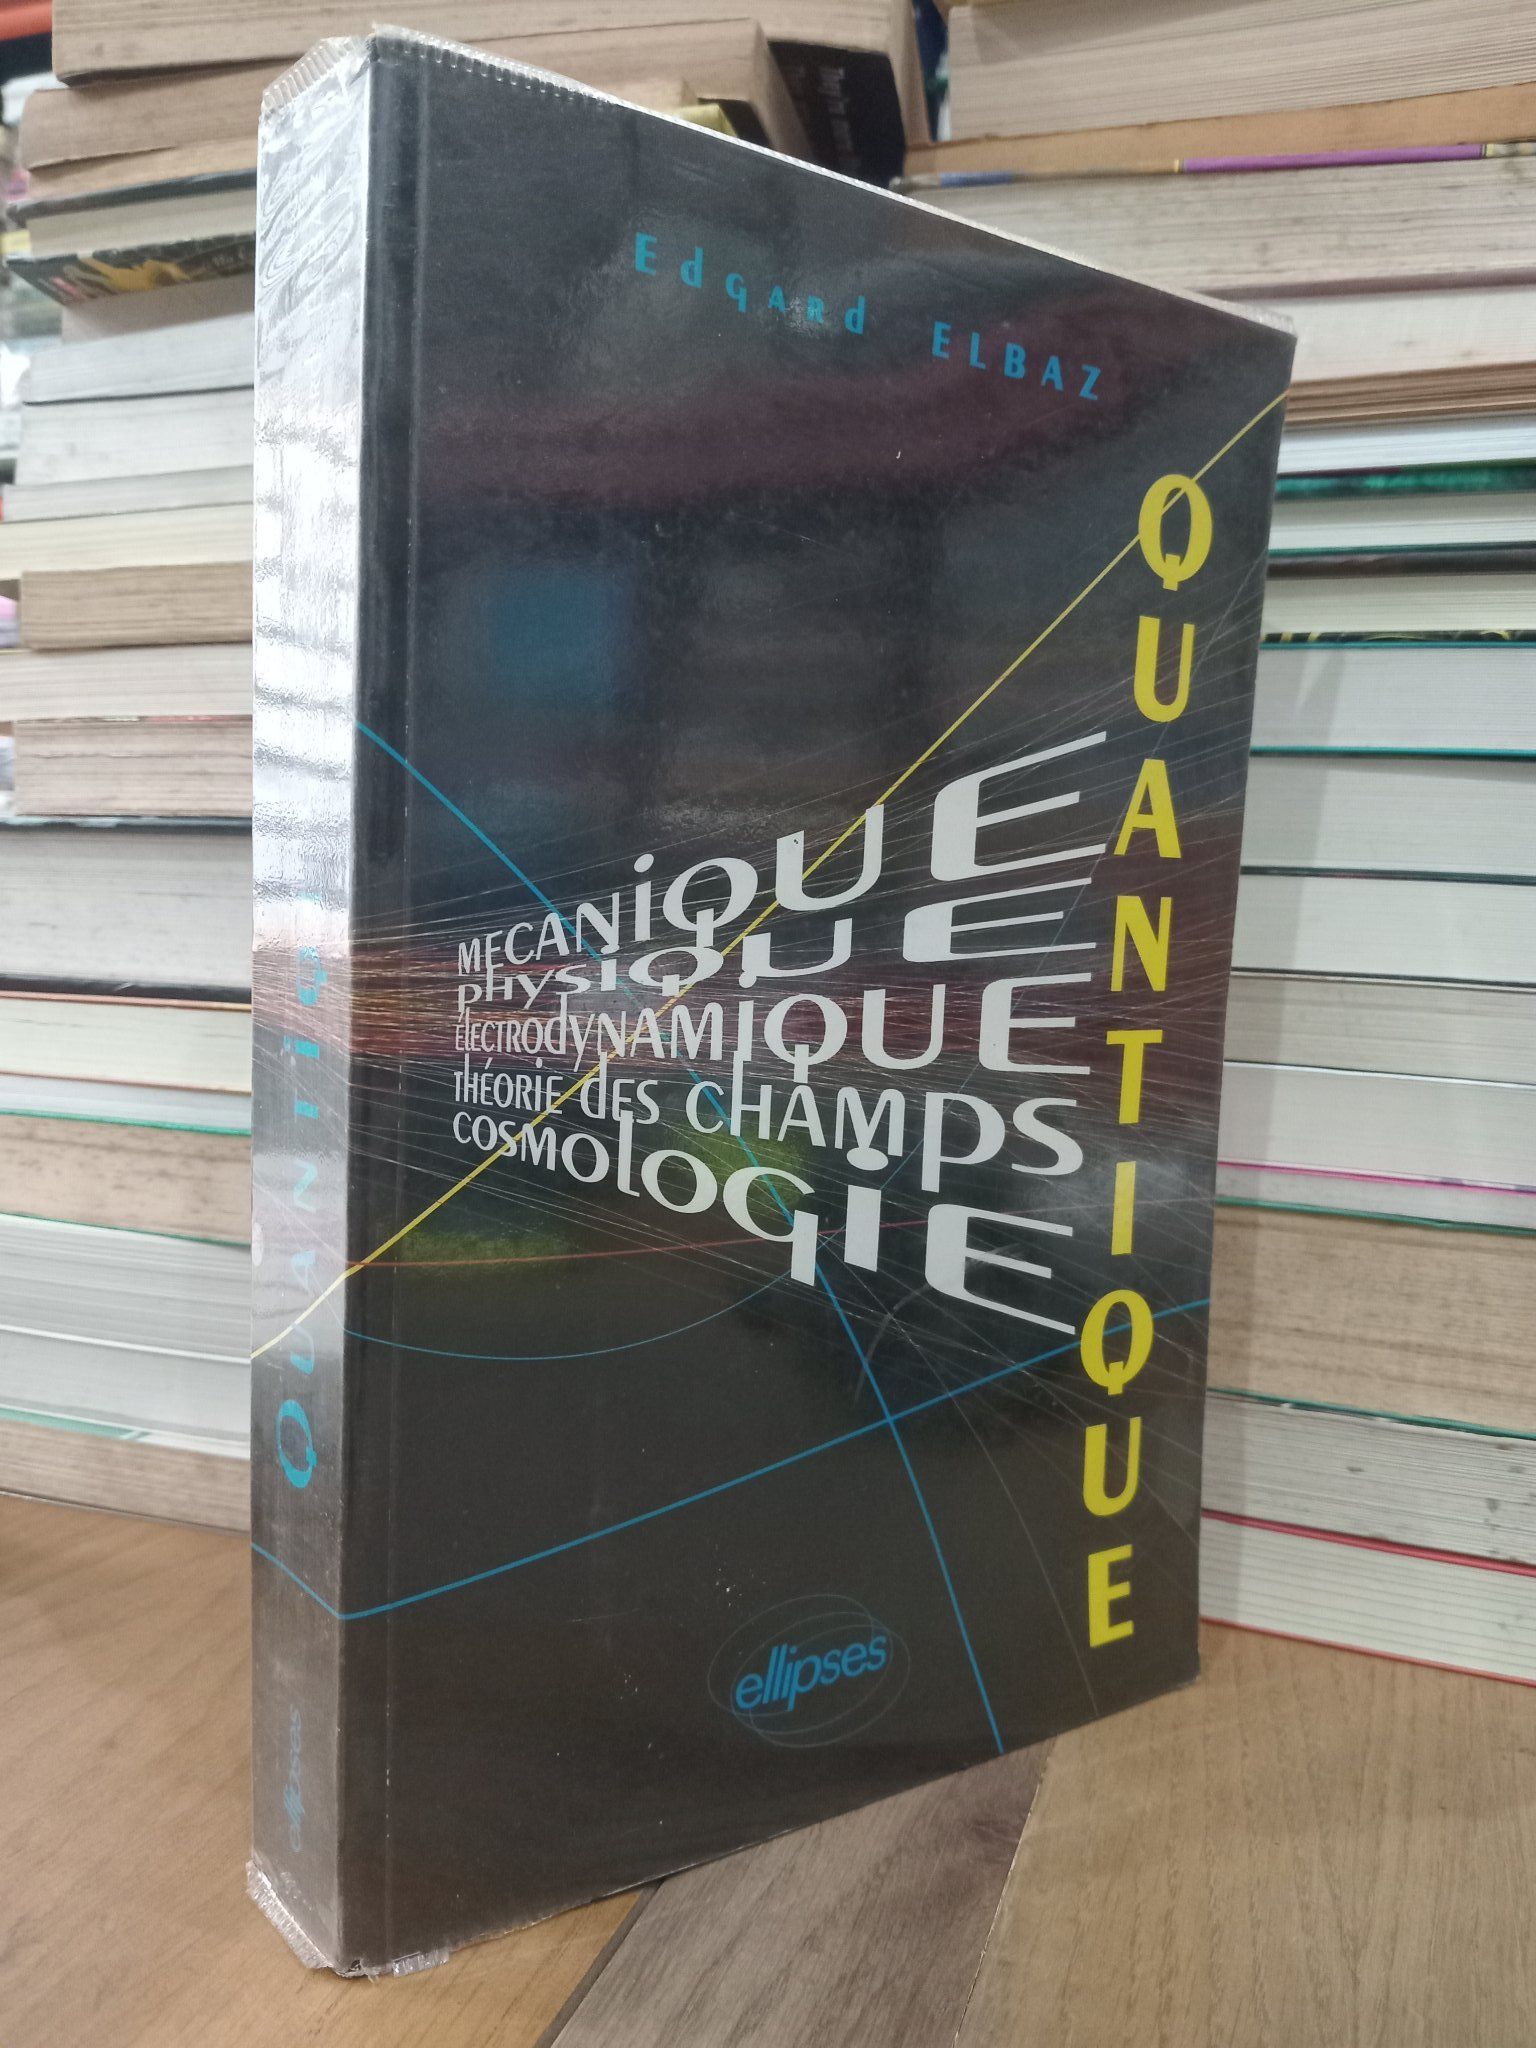 Edgard ELBAZ
QUANTIQUE
MECANIQUE
physique
électrodynamique
théorie des champs
cosmologie
ellipses
QUANTIQUE
ellipses